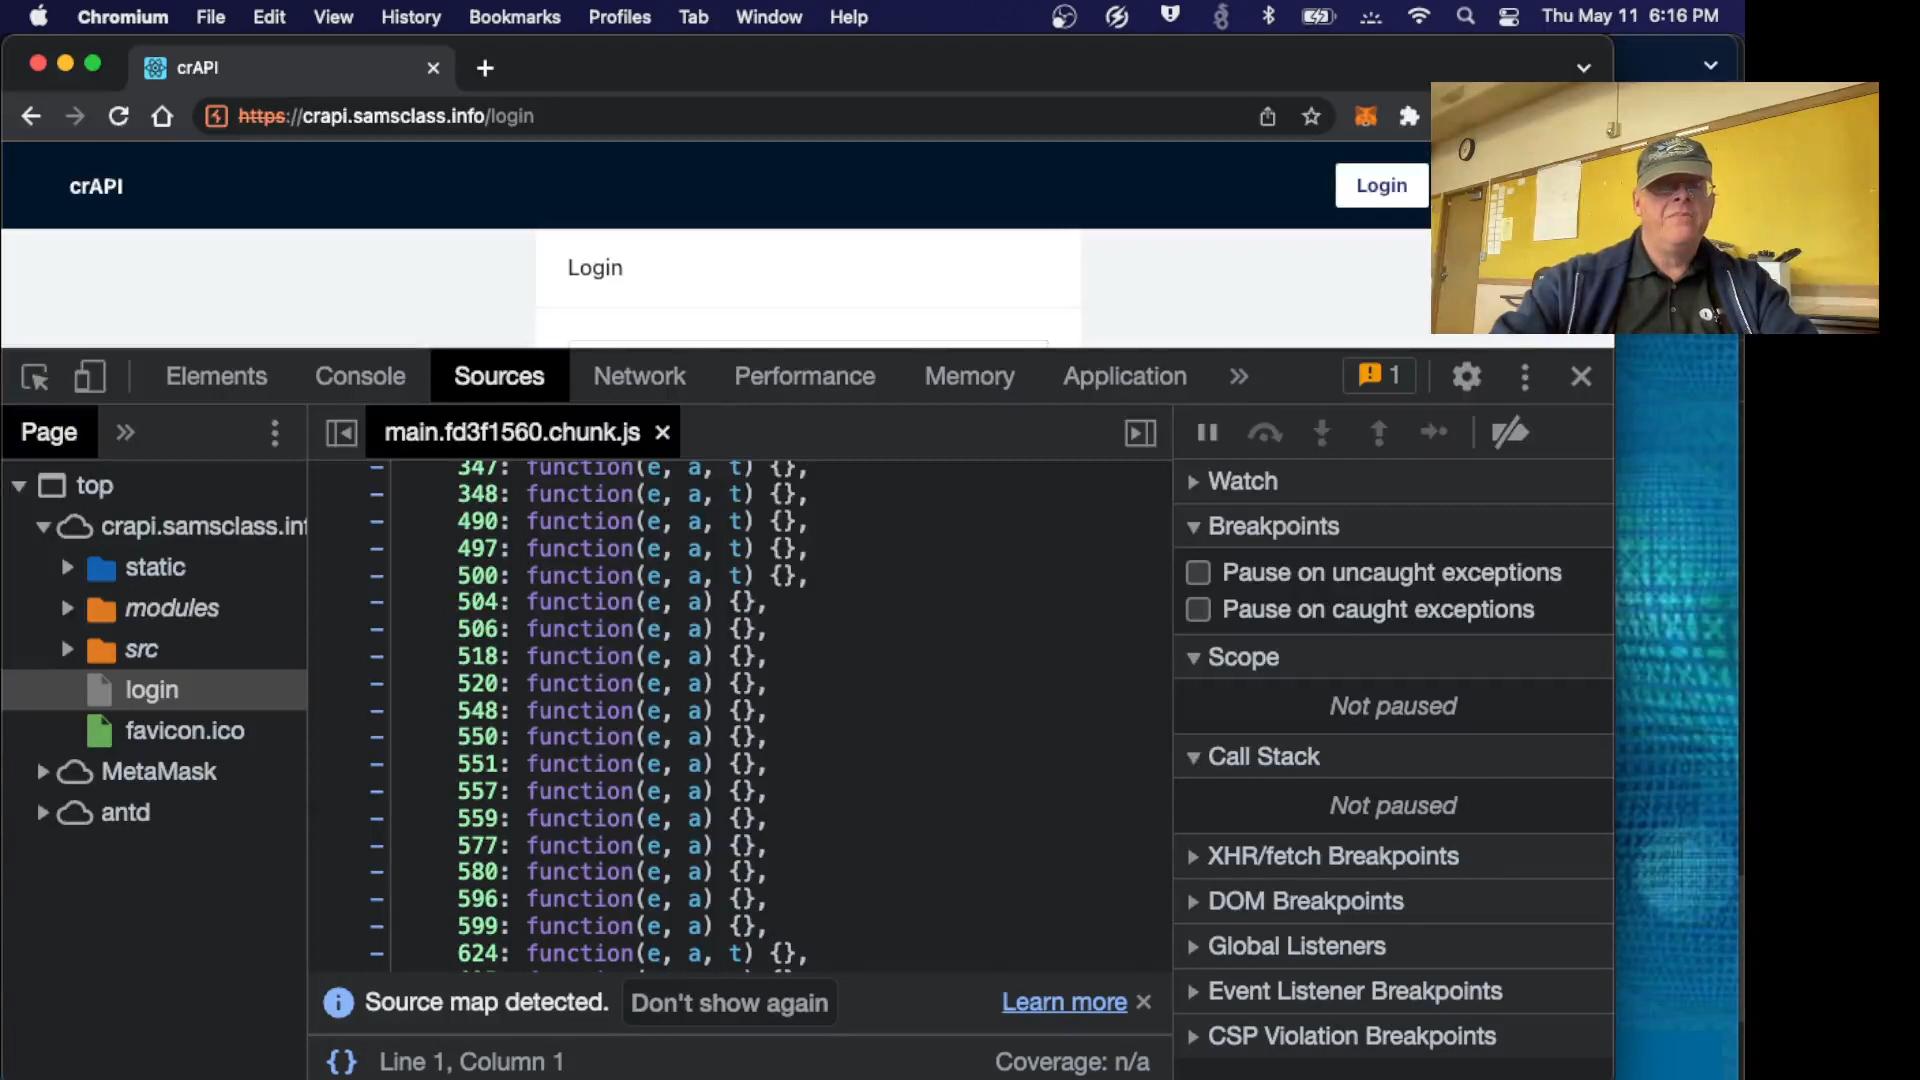 Chromium File Edit View History Bookmarks Profiles Tab Window Help Thu May 11 6:16 PM
crAPI
https://crapi.samsclass.info/login
crAPI Login
Login
Elements Console Sources Network Performance Memory Application » 1
Page » main.fd3f1560.chunk.js
top
crapi.samsclass.inf
static
modules
src
login
favicon.ico
MetaMask
antd
347: function(e, a, t) {},
348: function(e, a, t) {},
490: function(e, a, t) {},
497: function(e, a, t) {},
500: function(e, a, t) {},
504: function(e, a) {},
506: function(e, a) {},
518: function(e, a) {},
520: function(e, a) {},
548: function(e, a) {},
550: function(e, a) {},
551: function(e, a) {},
557: function(e, a) {},
559: function(e, a) {},
577: function(e, a) {},
580: function(e, a) {},
596: function(e, a) {},
599: function(e, a) {},
624: function(e, a, t) {},
Source map detected. Don't show again Learn more
{} Line 1, Column 1 Coverage: n/a
Watch
Breakpoints
Pause on uncaught exceptions
Pause on caught exceptions
Scope
Not paused
Call Stack
Not paused
XHR/fetch Breakpoints
DOM Breakpoints
Global Listeners
Event Listener Breakpoints
CSP Violation Breakpoints